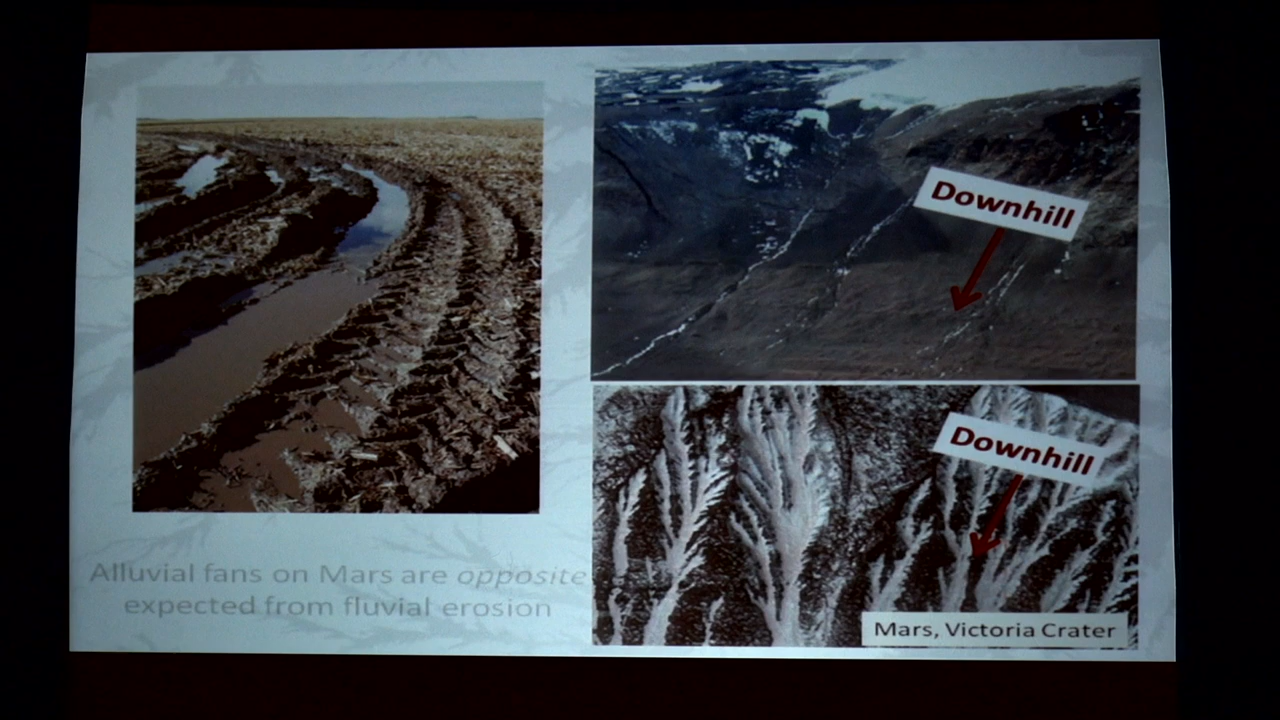 Downhill
Downhill
Alluvial fans on Mars are opposite
expected from fluvial erosion
Mars, Victoria Crater